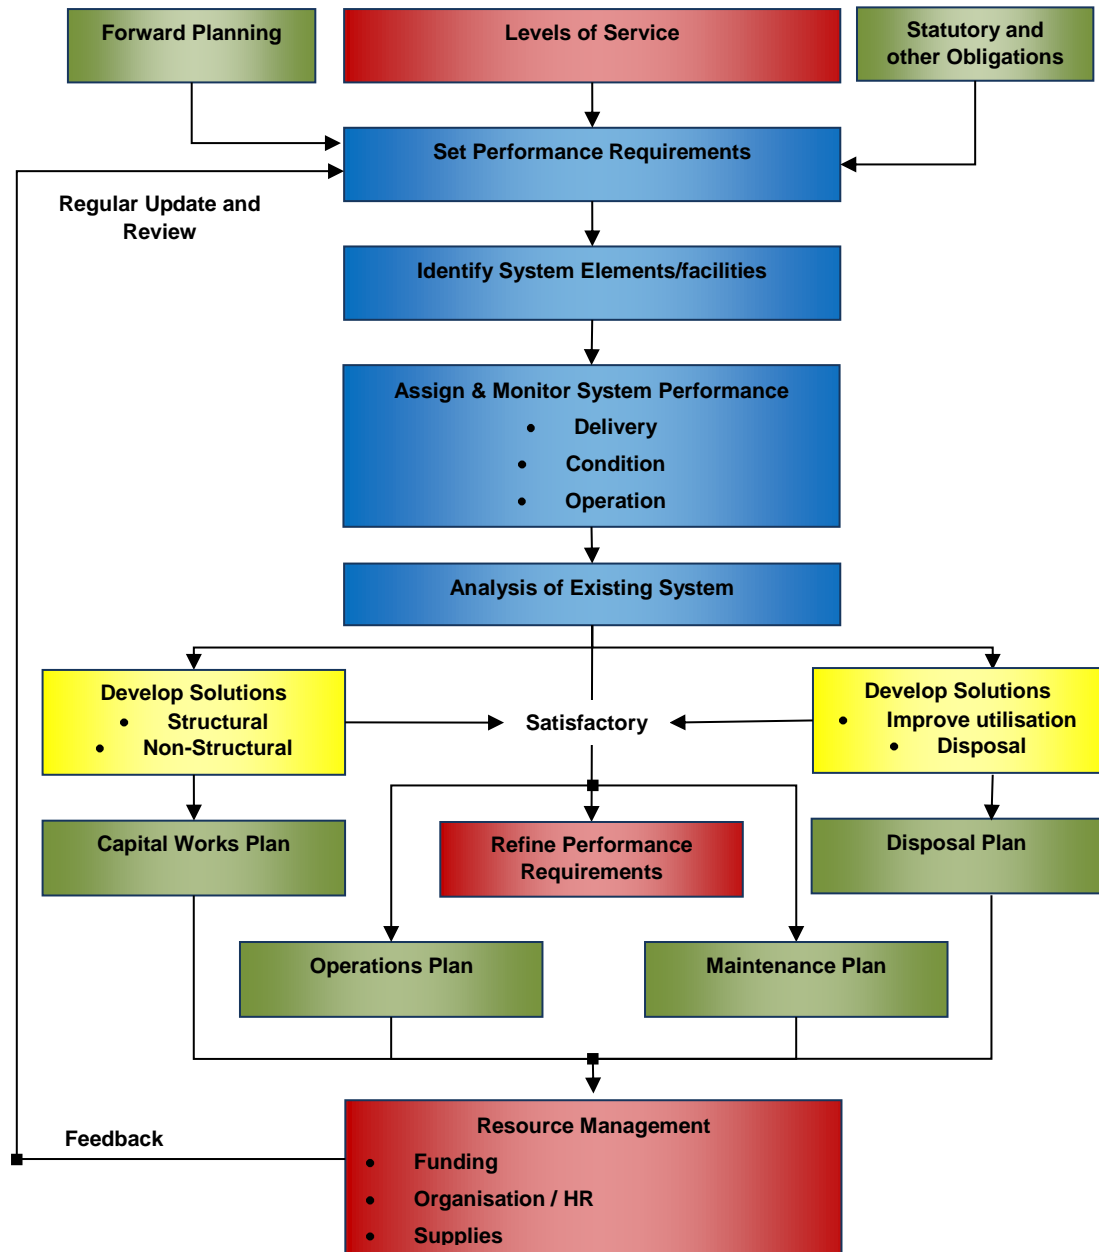 Forward Planning
Levels of Service
Statutory and
other Obligations
Set Performance Requirements
Regular Update and
Review
Identify System Elements/facilities
Assign & Monitor System Performance
• Delivery
• Condition
• Operation
Analysis of Existing System
Develop Solutions
• Structural
• Non-Structural
Satisfactory
Develop Solutions
• Improve utilisation
• Disposal
Capital Works Plan
Refine Performance
Requirements
Disposal Plan
Operations Plan
Maintenance Plan
Feedback
Resource Management
• Funding
• Organisation / HR
• Supplies